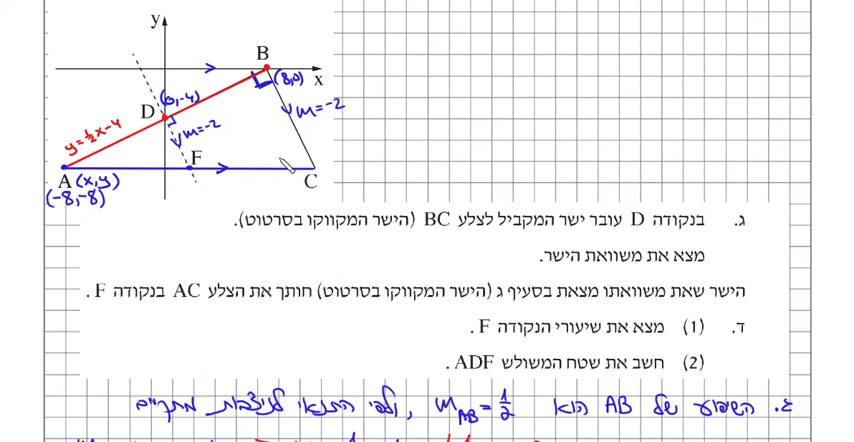 y
B
x
(8,0)
(0,-4)
D
m=-2
m=-2
y=½x-4
F
A (x,y)
C
(-8,-8)
ג. בנקודה D עובר ישר המקביל לצלע BC (הישר המקווקו בסרטוט).
מצא את משוואת הישר.
הישר שאת משוואתו מצאת בסעיף ג (הישר המקווקו בסרטוט) חותך את הצלע AC בנקודה F.
ד. (1) מצא את שיעורי הנקודה F.
(2) חשב את שטח המשולש ADF.
ג. השיפוע של AB הוא m_AB=½, ולפי התנאי לניצבות מתקיים